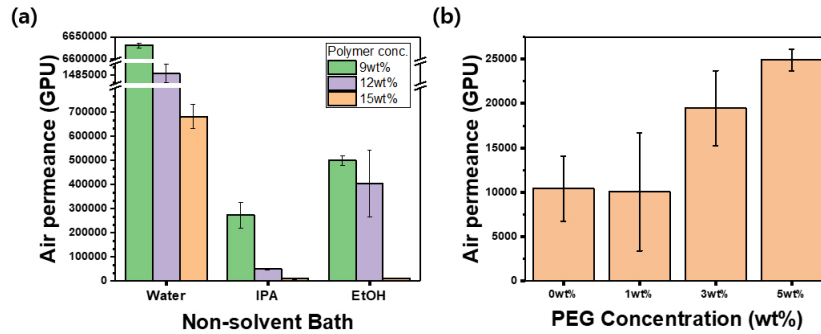 (a)
Air permeance (GPU)
6650000
6600000
1485000
700000
600000
500000
400000
300000
200000
100000
0
Polymer conc.
9wt%
12wt%
15wt%
Water IPA EtOH
Non-solvent Bath
(b)
Air permeance (GPU)
25000
20000
15000
10000
5000
0
0wt% 1wt% 3wt% 5wt%
PEG Concentration (wt%)